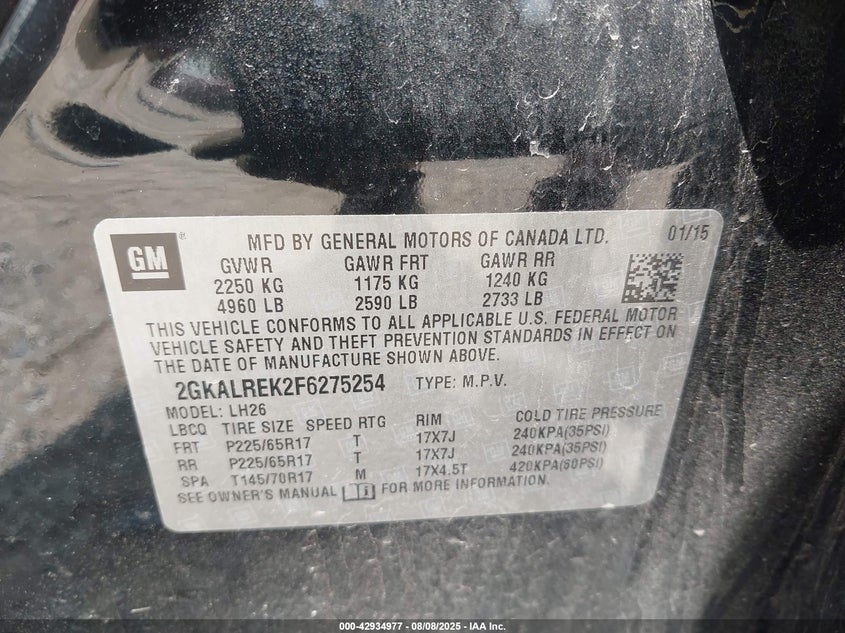 GM ® MFD BY GENERAL MOTORS OF CANADA LTD. 01/15
GVWR GAWR FRT GAWR RR
2250 KG 1175 KG 1240 KG
4960 LB 2590 LB 2733 LB
THIS VEHICLE CONFORMS TO ALL APPLICABLE U.S. FEDERAL MOTOR
VEHICLE SAFETY AND THEFT PREVENTION STANDARDS IN EFFECT ON
THE DATE OF MANUFACTURE SHOWN ABOVE.
2GKALREK2F6275254 TYPE: M.P.V.
MODEL: LH26
LBCQ TIRE SIZE SPEED RTG RIM COLD TIRE PRESSURE
FRT P225/65R17 T 17X7J 240KPA(35PSI)
RR P225/65R17 T 17X7J 240KPA(35PSI)
SPA T145/70R17 M 17X4.5T 420KPA(60PSI)
SEE OWNER'S MANUAL FOR MORE INFORMATION.
000-42934977 - 08/08/2025 - IAA Inc.